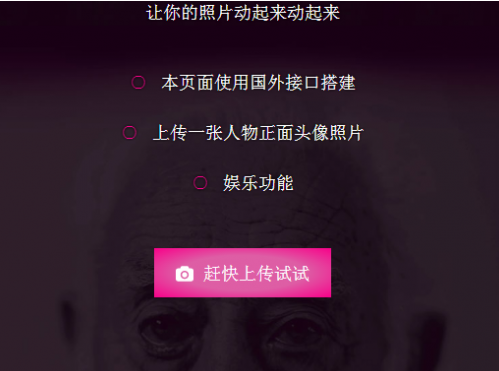 让你的照片动起来动起来
本页面使用国外接口搭建
上传一张人物正面头像照片
娱乐功能
赶快上传试试